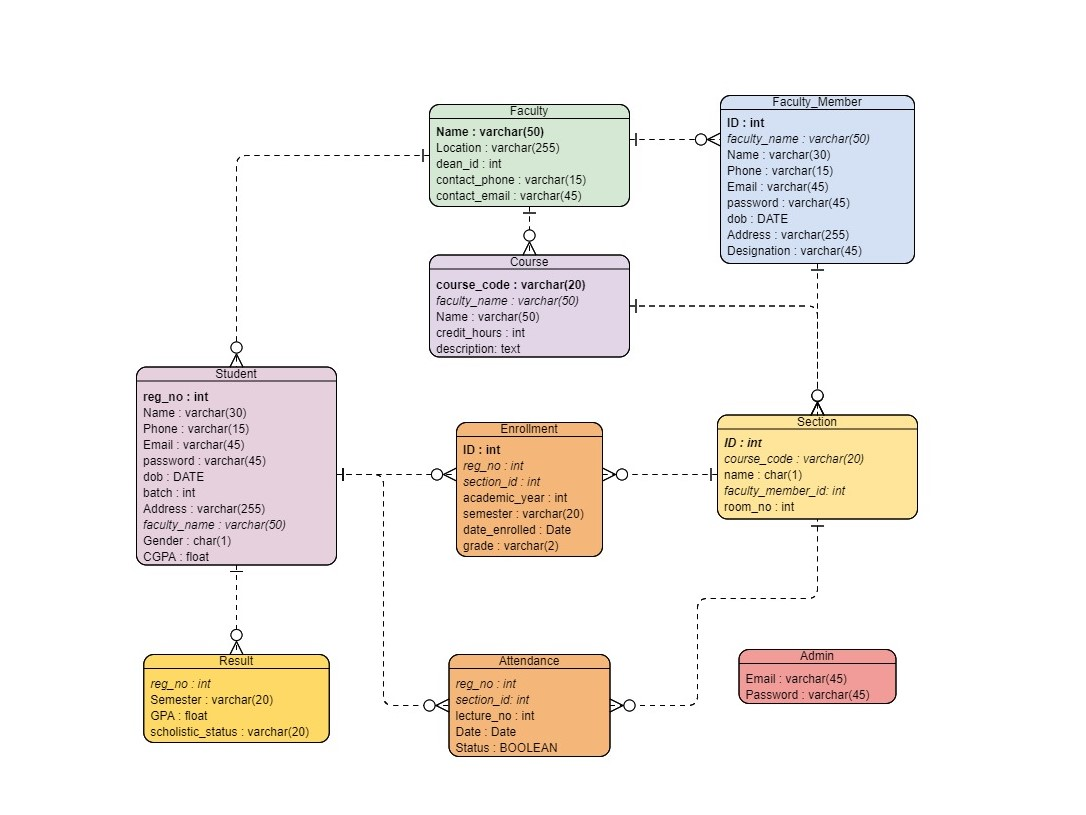 Faculty
Name : varchar(50)
Location : varchar(255)
dean_id : int
contact_phone : varchar(15)
contact_email : varchar(45)
Faculty_Member
ID : int
faculty_name : varchar(50)
Name : varchar(30)
Phone : varchar(15)
Email : varchar(45)
password : varchar(45)
dob : DATE
Address : varchar(255)
Designation : varchar(45)
Course
course_code : varchar(20)
faculty_name : varchar(50)
Name : varchar(50)
credit_hours : int
description: text
Student
reg_no : int
Name : varchar(30)
Phone : varchar(15)
Email : varchar(45)
password : varchar(45)
dob : DATE
batch : int
Address : varchar(255)
faculty_name : varchar(50)
Gender : char(1)
CGPA : float
Enrollment
ID : int
reg_no : int
section_id : int
academic_year : int
semester : varchar(20)
date_enrolled : Date
grade : varchar(2)
Section
ID : int
course_code : varchar(20)
name : char(1)
faculty_member_id: int
room_no : int
Result
reg_no : int
Semester : varchar(20)
GPA : float
scholistic_status : varchar(20)
Attendance
reg_no : int
section_id: int
lecture_no : int
Date : Date
Status : BOOLEAN
Admin
Email : varchar(45)
Password : varchar(45)